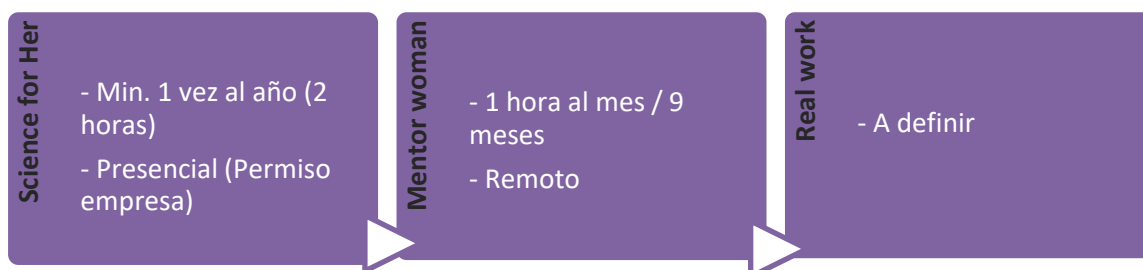 Science for Her
- Min. 1 vez al año (2
horas)
- Presencial (Permiso
empresa)
Mentor woman
- 1 hora al mes / 9
meses
- Remoto
Real work
- A definir